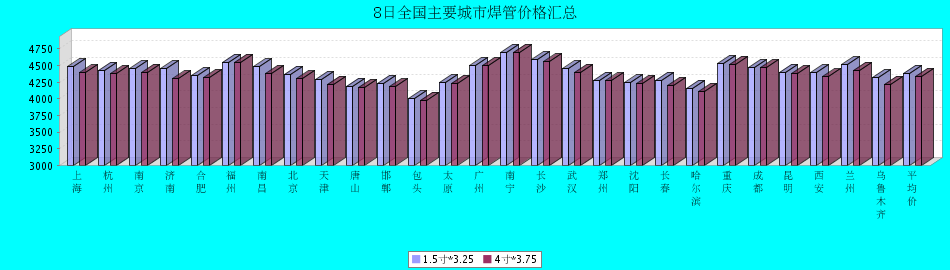 8日全国主要城市焊管价格汇总
4750
4500
4250
4000
3750
3500
3250
3000
上海 杭州 南京 济南 合肥 福州 南昌 北京 天津 唐山 邯郸 包头 太原 广州 南宁 长沙 武汉 郑州 沈阳 长春 哈尔滨 重庆 成都 昆明 西安 兰州 乌鲁木齐 平均价
1.5寸*3.25 4寸*3.75